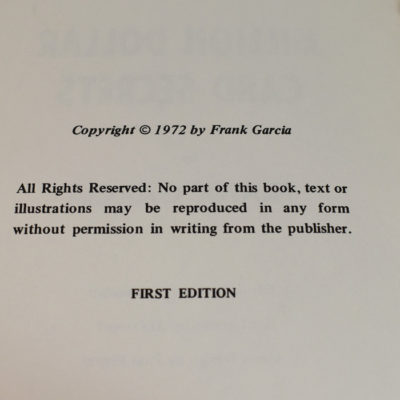 Copyright © 1972 by Frank Garcia
All Rights Reserved: No part of this book, text or
illustrations may be reproduced in any form
without permission in writing from the publisher.
FIRST EDITION